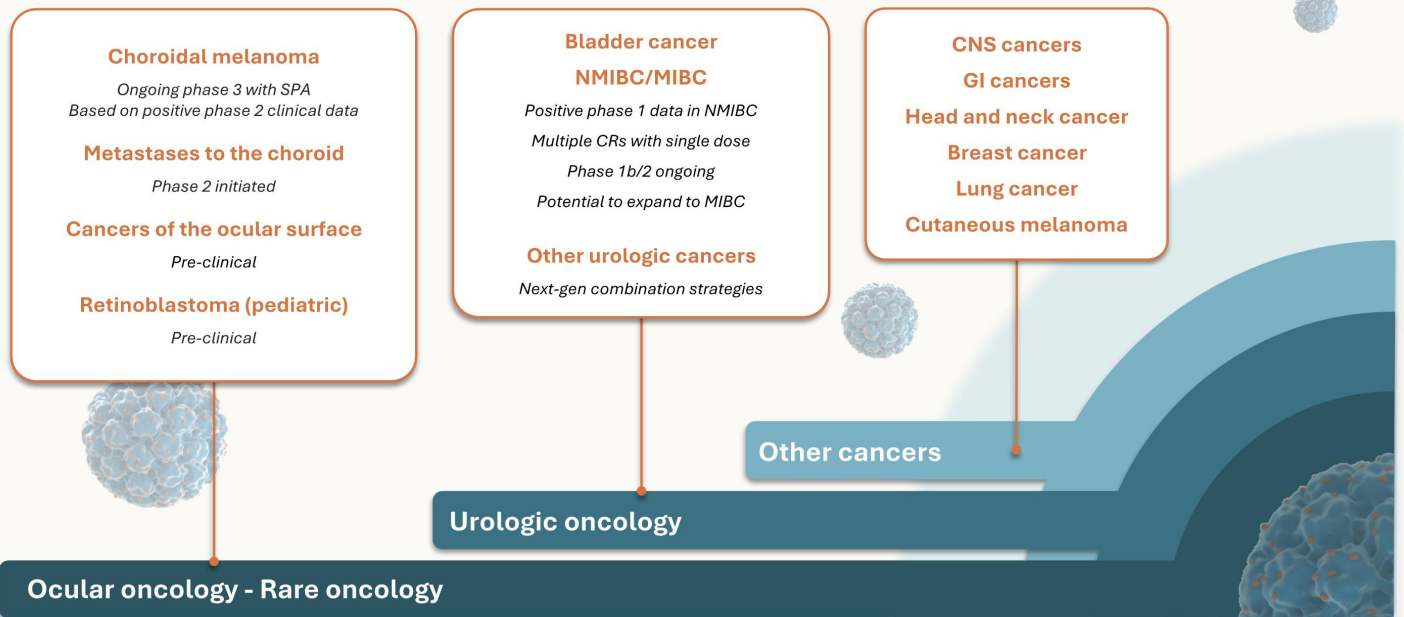 Choroidal melanoma
Ongoing phase 3 with SPA
Based on positive phase 2 clinical data
Metastases to the choroid
Phase 2 initiated
Cancers of the ocular surface
Pre-clinical
Retinoblastoma (pediatric)
Pre-clinical
Bladder cancer
NMIBC/MIBC
Positive phase 1 data in NMIBC
Multiple CRs with single dose
Phase 1b/2 ongoing
Potential to expand to MIBC
Other urologic cancers
Next-gen combination strategies
CNS cancers
GI cancers
Head and neck cancer
Breast cancer
Lung cancer
Cutaneous melanoma
Other cancers
Urologic oncology
Ocular oncology - Rare oncology